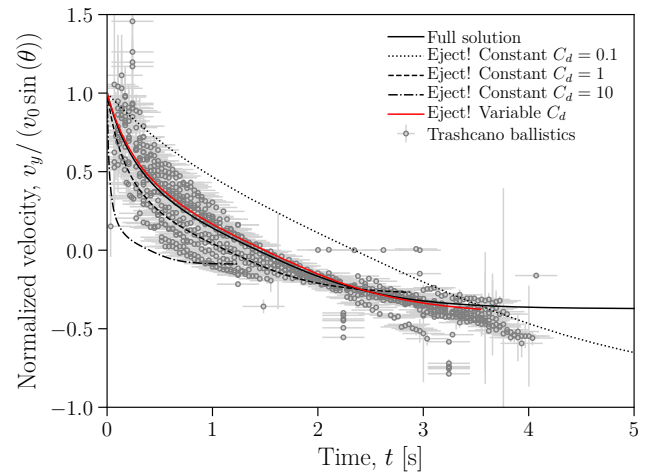 1.5
1.0
0.5
0.0
−0.5
−1.0
Normalized velocity, v_y/ (v_0 sin (θ))
Full solution
Eject! Constant C_d = 0.1
Eject! Constant C_d = 1
Eject! Constant C_d = 10
Eject! Variable C_d
Trashcano ballistics
0 1 2 3 4 5
Time, t [s]